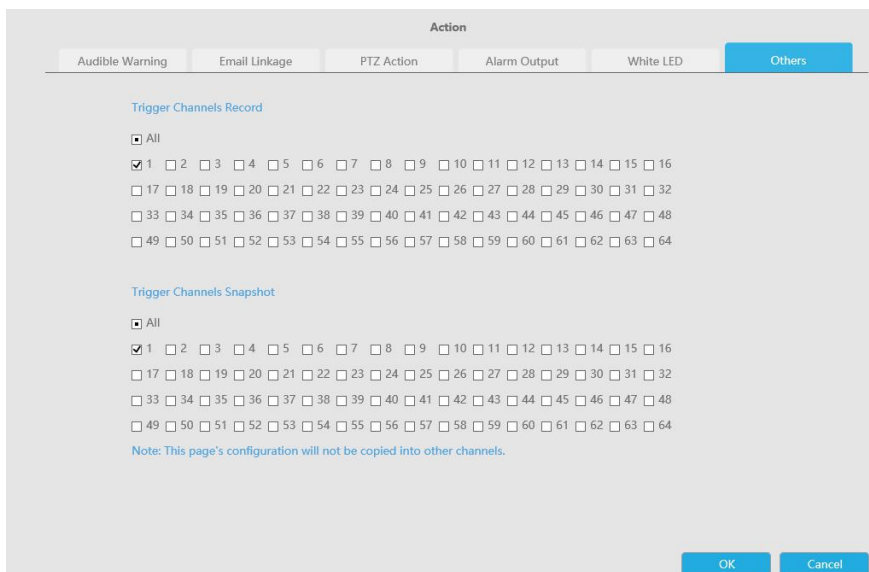 Action
Audible Warning Email Linkage PTZ Action Alarm Output White LED Others
Trigger Channels Record
All
1 2 3 4 5 6 7 8 9 10 11 12 13 14 15 16
17 18 19 20 21 22 23 24 25 26 27 28 29 30 31 32
33 34 35 36 37 38 39 40 41 42 43 44 45 46 47 48
49 50 51 52 53 54 55 56 57 58 59 60 61 62 63 64
Trigger Channels Snapshot
All
1 2 3 4 5 6 7 8 9 10 11 12 13 14 15 16
17 18 19 20 21 22 23 24 25 26 27 28 29 30 31 32
33 34 35 36 37 38 39 40 41 42 43 44 45 46 47 48
49 50 51 52 53 54 55 56 57 58 59 60 61 62 63 64
Note: This page's configuration will not be copied into other channels.
OK Cancel